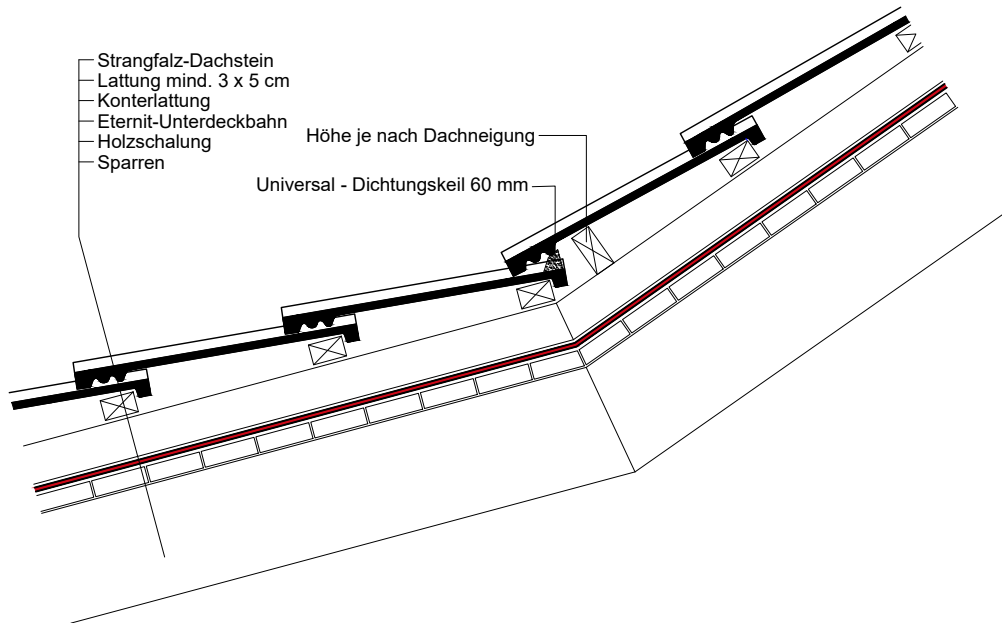 Strangfalz-Dachstein
Lattung mind. 3 x 5 cm
Konterlattung
Eternit-Unterdeckbahn
Holzschalung
Sparren
Höhe je nach Dachneigung
Universal - Dichtungskeil 60 mm